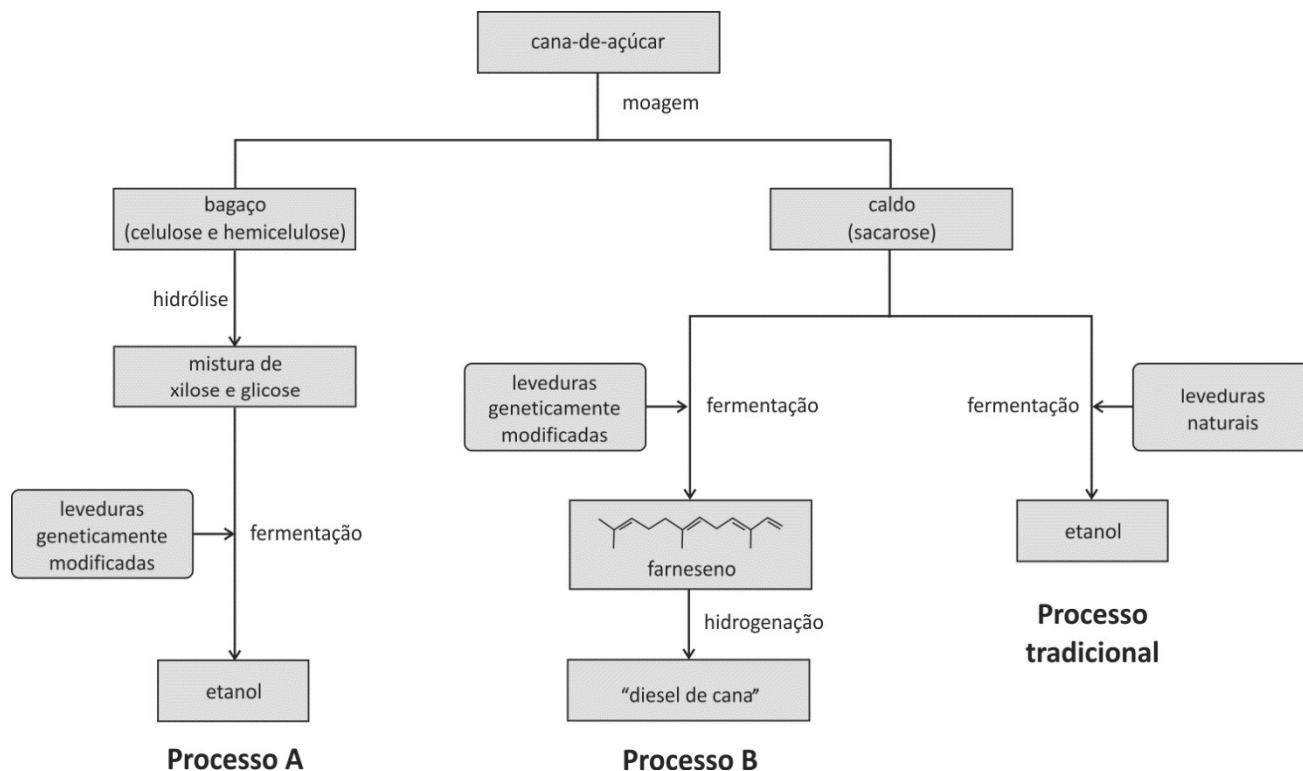 cana-de-açúcar
moagem
bagaço
(celulose e hemicelulose)
caldo
(sacarose)
hidrólise
mistura de
xilose e glicose
leveduras
geneticamente
modificadas
fermentação
fermentação
leveduras
naturais
leveduras
geneticamente
modificadas
fermentação
farneseno
etanol
hidrogenação
Processo
tradicional
etanol
“diesel de cana”
Processo A
Processo B